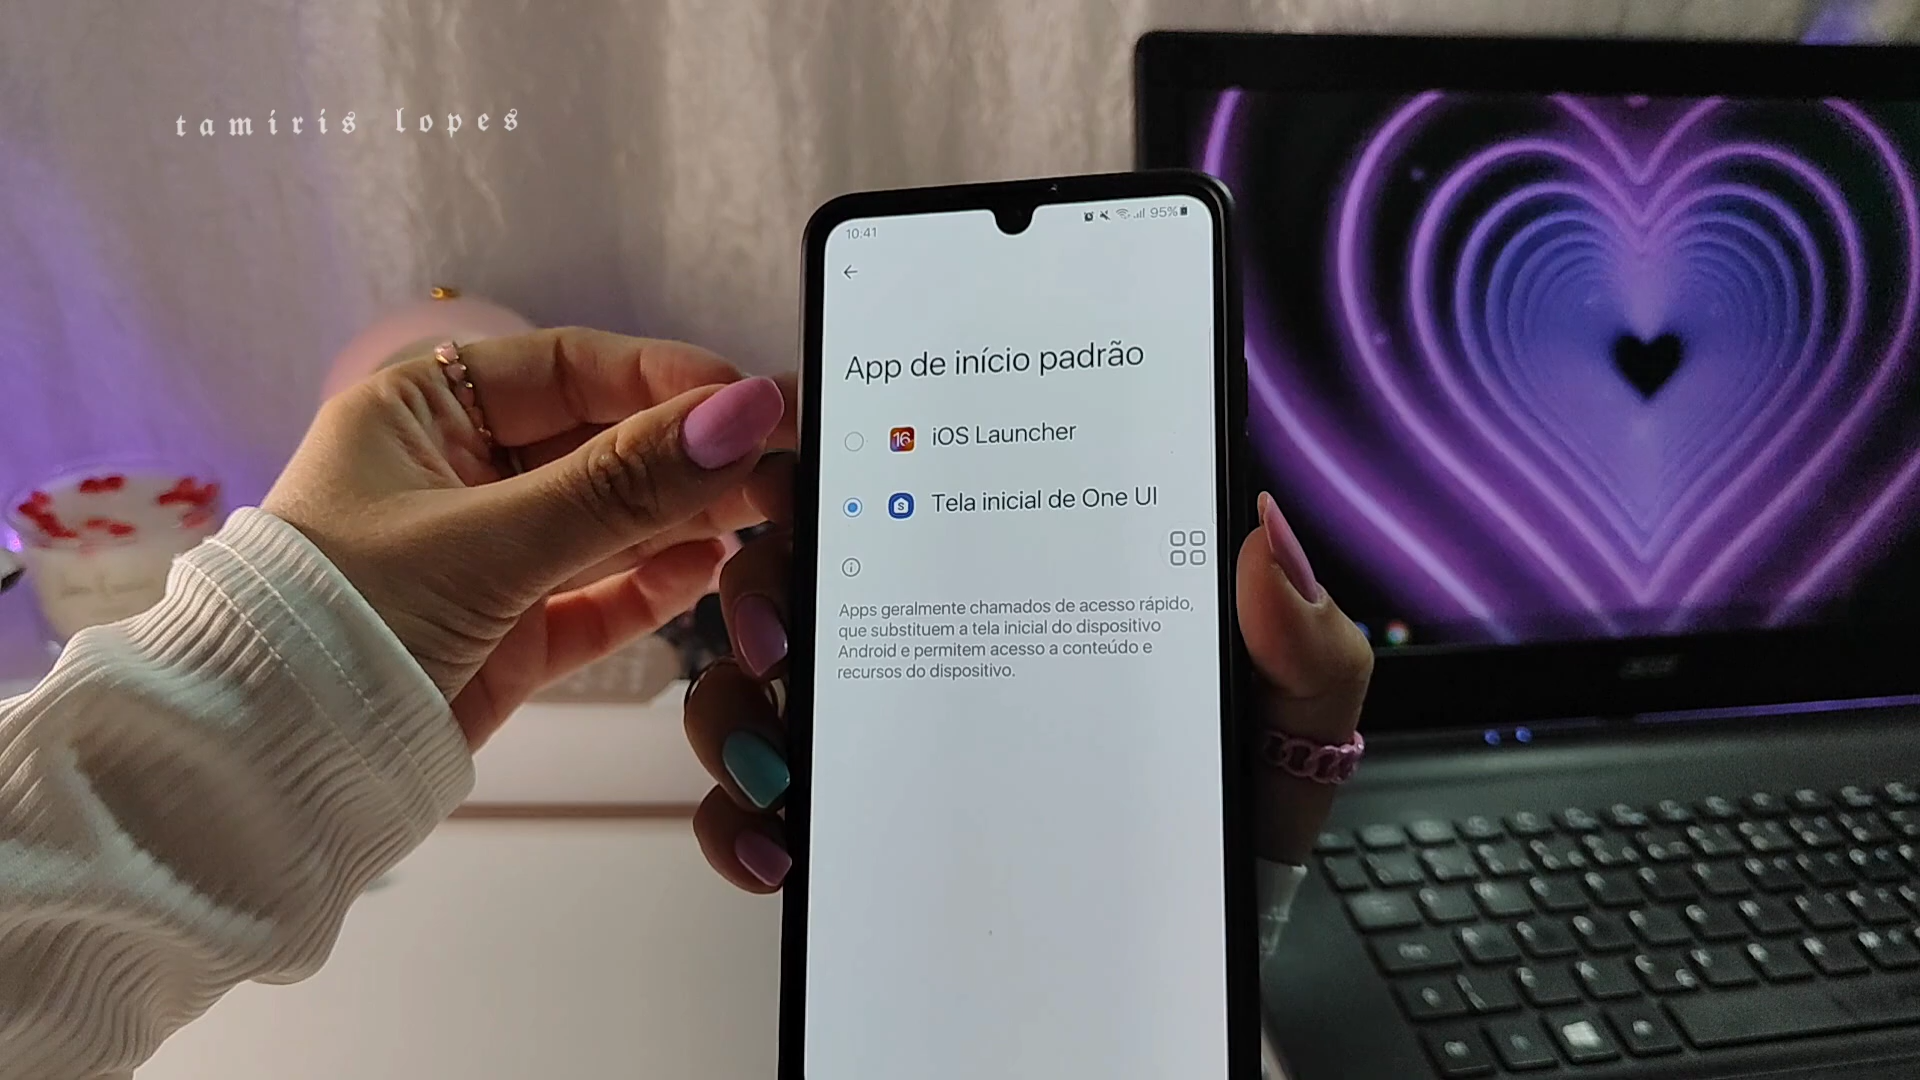 tamiris lopes
10:41
95%
App de início padrão
16
iOS Launcher
Tela inicial de One UI
Apps geralmente chamados de acesso rápido,
que substituem a tela inicial do dispositivo
Android e permitem acesso a conteúdo e
recursos do dispositivo.
acer